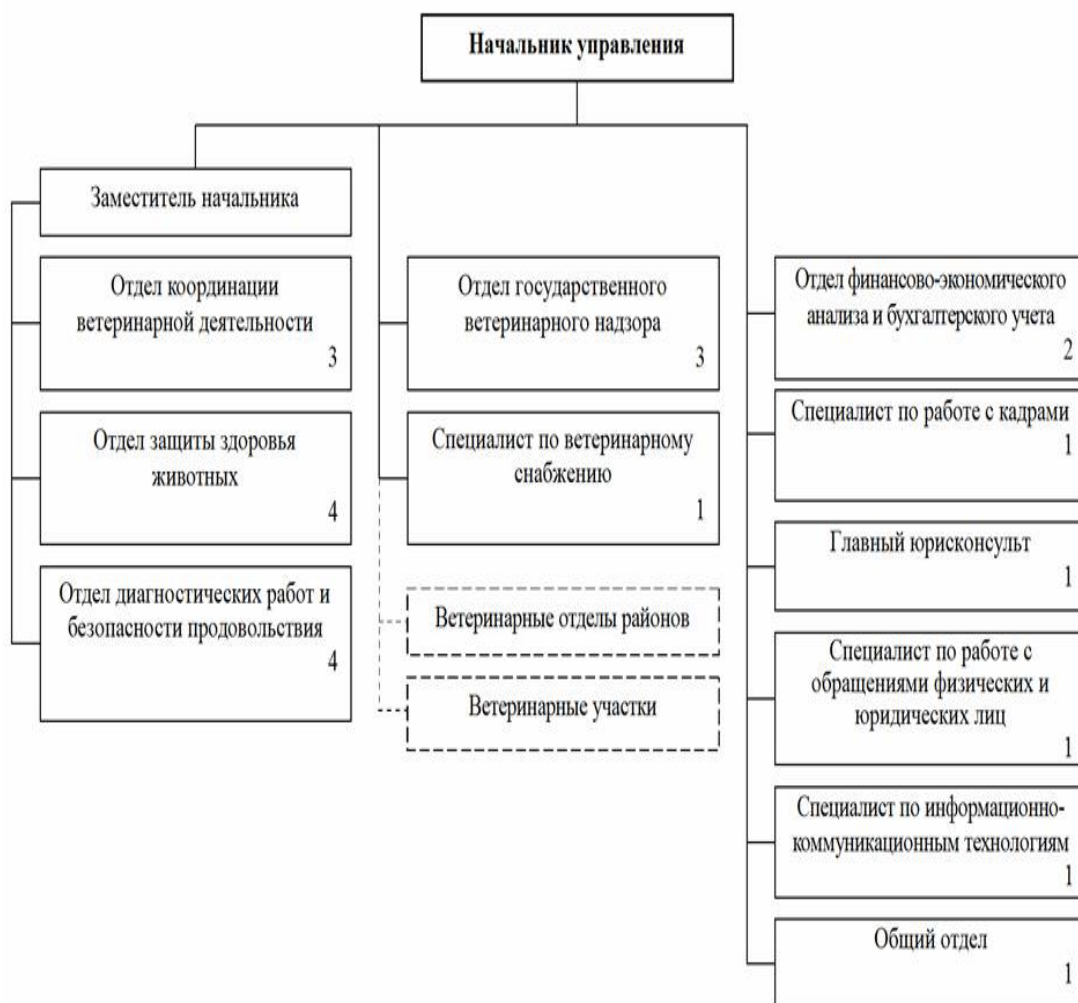 Начальник управления
Заместитель начальника
Отдел координации
ветеринарной деятельности
3
Отдел защиты здоровья
животных
4
Отдел диагностических работ и
безопасности продовольствия
4
Отдел государственного
ветеринарного надзора
3
Специалист по ветеринарному
снабжению
1
Ветеринарные отделы районов
Ветеринарные участки
Отдел финансово-экономического
анализа и бухгалтерского учета
2
Специалист по работе с кадрами
1
Главный юрисконсульт
1
Специалист по работе с
обращениями физических и
юридических лиц
1
Специалист по информационно-
коммуникационным технологиям
1
Общий отдел
1